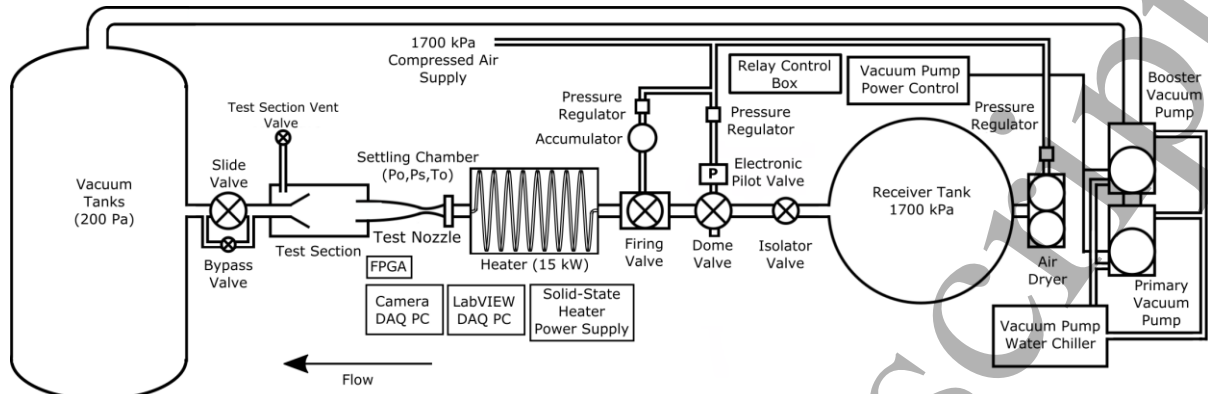 1700 kPa
Compressed Air
Supply
Relay Control
Box
Vacuum Pump
Power Control
Booster
Vacuum
Pump
Pressure
Regulator
Accumulator
Pressure
Regulator
Pressure
Regulator
Test Section Vent
Valve
Slide
Valve
Settling Chamber
(Po,Ps,To)
Electronic
Pilot Valve
P
Vacuum
Tanks
(200 Pa)
Receiver Tank
1700 kPa
Test Nozzle
Bypass
Valve
Test Section
Heater (15 kW)
Firing
Valve
Dome
Valve
Isolator
Valve
Air
Dryer
Primary
Vacuum
Pump
FPGA
Camera
DAQ PC
LabVIEW
DAQ PC
Solid-State
Heater
Power Supply
Vacuum Pump
Water Chiller
Flow